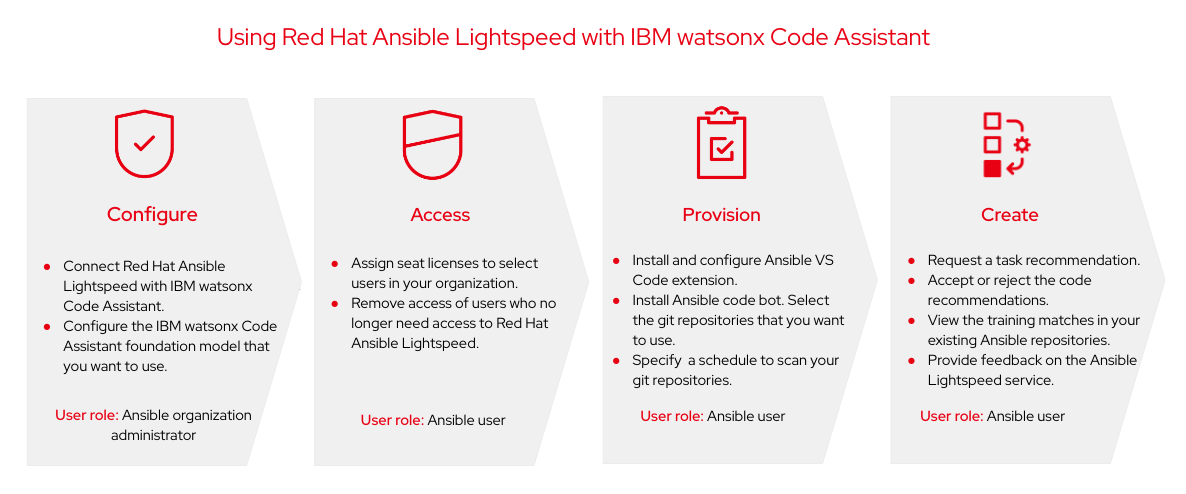 Using Red Hat Ansible Lightspeed with IBM watsonx Code Assistant
Configure
● Connect Red Hat Ansible
Lightspeed with IBM watsonx
Code Assistant.
● Configure the IBM watsonx Code
Assistant foundation model that
you want to use.
User role: Ansible organization
administrator
Access
● Assign seat licenses to select
users in your organization.
● Remove access of users who no
longer need access to Red Hat
Ansible Lightspeed.
User role: Ansible user
Provision
● Install and configure Ansible VS
Code extension.
● Install Ansible code bot. Select
the git repositories that you want
to use.
● Specify  a schedule to scan your
git repositories.
User role: Ansible user
Create
● Request a task recommendation.
● Accept or reject the code
recommendations.
● View the training matches in your
existing Ansible repositories.
● Provide feedback on the Ansible
Lightspeed service.
User role: Ansible user